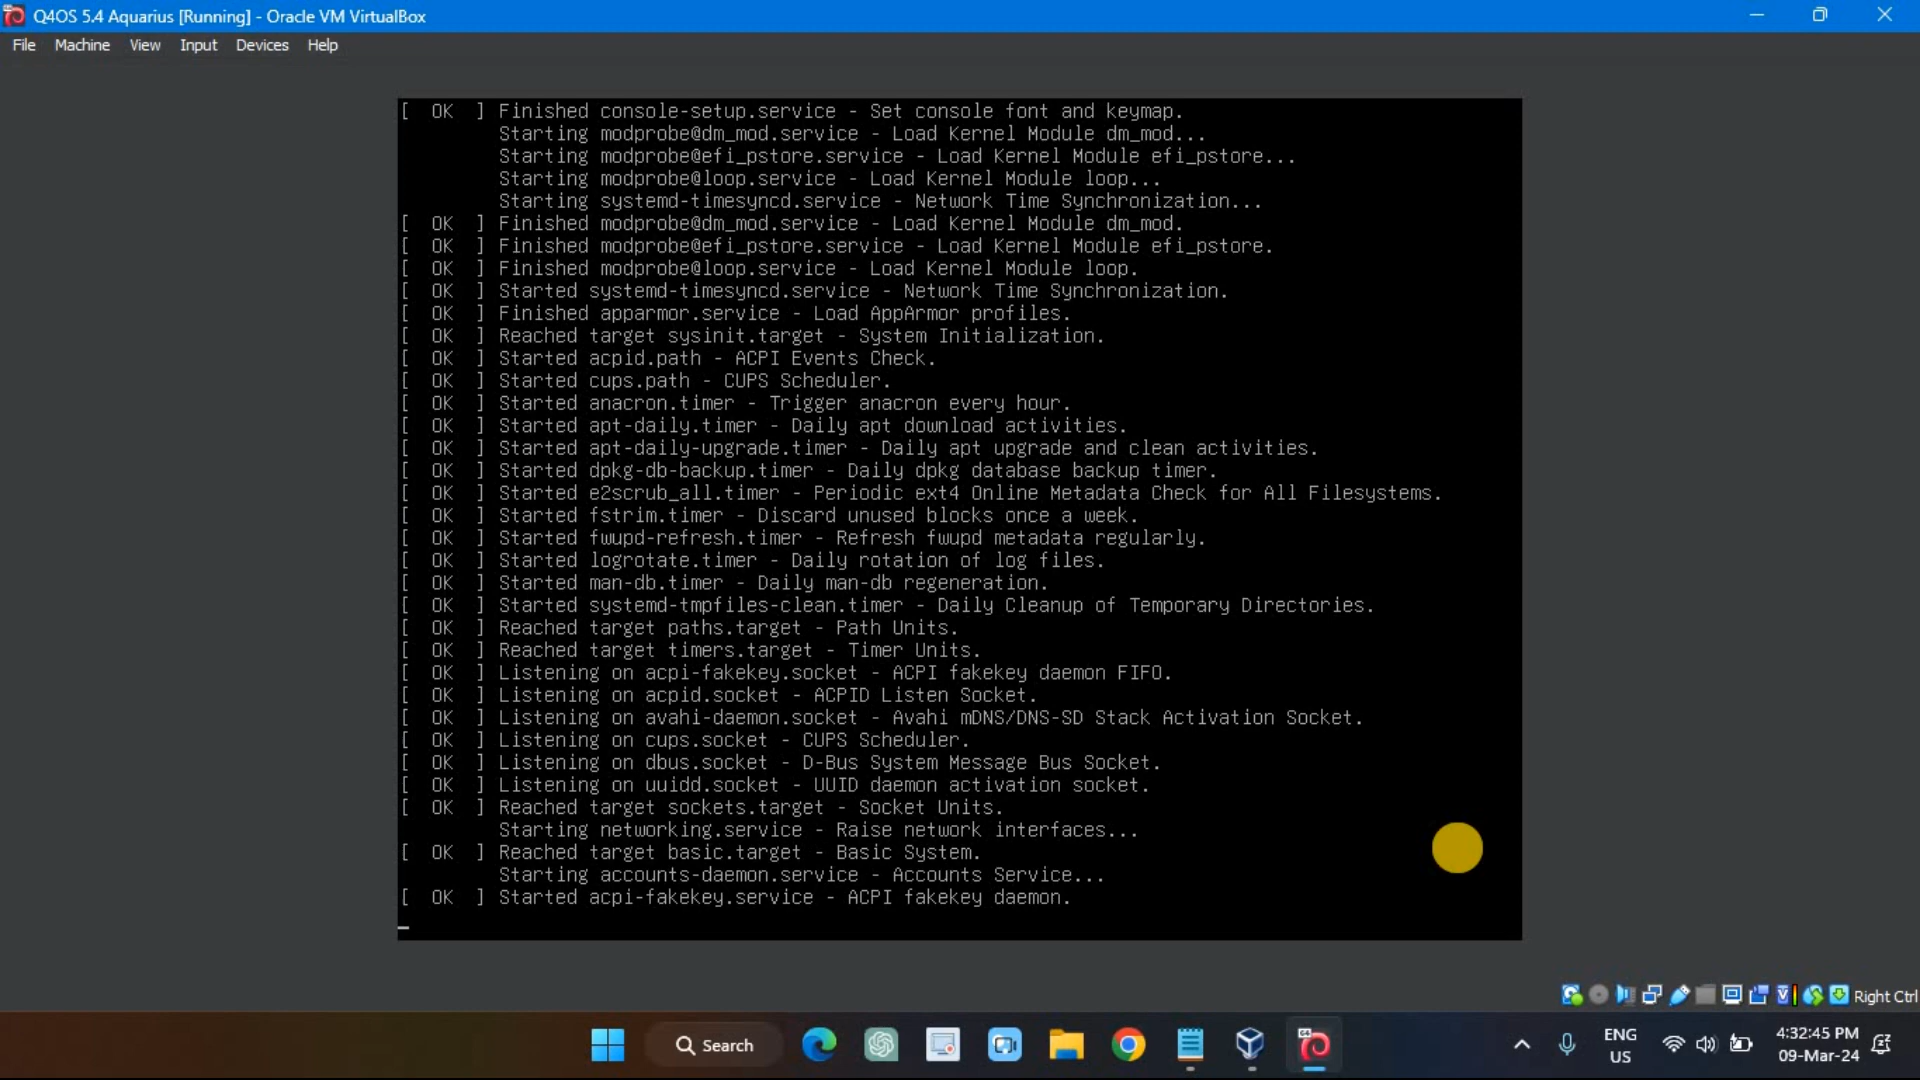 Q4OS 5.4 Aquarius [Running] - Oracle VM VirtualBox
File Machine View Input Devices Help
[  OK  ] Finished console-setup.service - Set console font and keymap.
Starting modprobe@dm_mod.service - Load Kernel Module dm_mod...
Starting modprobe@efi_pstore.service - Load Kernel Module efi_pstore...
Starting modprobe@loop.service - Load Kernel Module loop...
Starting systemd-timesyncd.service - Network Time Synchronization...
[  OK  ] Finished modprobe@dm_mod.service - Load Kernel Module dm_mod.
[  OK  ] Finished modprobe@efi_pstore.service - Load Kernel Module efi_pstore.
[  OK  ] Finished modprobe@loop.service - Load Kernel Module loop.
[  OK  ] Started systemd-timesyncd.service - Network Time Synchronization.
[  OK  ] Finished apparmor.service - Load AppArmor profiles.
[  OK  ] Reached target sysinit.target - System Initialization.
[  OK  ] Started acpid.path - ACPI Events Check.
[  OK  ] Started cups.path - CUPS Scheduler.
[  OK  ] Started anacron.timer - Trigger anacron every hour.
[  OK  ] Started apt-daily.timer - Daily apt download activities.
[  OK  ] Started apt-daily-upgrade.timer - Daily apt upgrade and clean activities.
[  OK  ] Started dpkg-db-backup.timer - Daily dpkg database backup timer.
[  OK  ] Started e2scrub_all.timer - Periodic ext4 Online Metadata Check for All Filesystems.
[  OK  ] Started fstrim.timer - Discard unused blocks once a week.
[  OK  ] Started fwupd-refresh.timer - Refresh fwupd metadata regularly.
[  OK  ] Started logrotate.timer - Daily rotation of log files.
[  OK  ] Started man-db.timer - Daily man-db regeneration.
[  OK  ] Started systemd-tmpfiles-clean.timer - Daily Cleanup of Temporary Directories.
[  OK  ] Reached target paths.target - Path Units.
[  OK  ] Reached target timers.target - Timer Units.
[  OK  ] Listening on acpi-fakekey.socket - ACPI fakekey daemon FIFO.
[  OK  ] Listening on acpid.socket - ACPID Listen Socket.
[  OK  ] Listening on avahi-daemon.socket - Avahi mDNS/DNS-SD Stack Activation Socket.
[  OK  ] Listening on cups.socket - CUPS Scheduler.
[  OK  ] Listening on dbus.socket - D-Bus System Message Bus Socket.
[  OK  ] Listening on uuidd.socket - UUID daemon activation socket.
[  OK  ] Reached target sockets.target - Socket Units.
Starting networking.service - Raise network interfaces...
[  OK  ] Reached target basic.target - Basic System.
Starting accounts-daemon.service - Accounts Service...
[  OK  ] Started acpi-fakekey.service - ACPI fakekey daemon.
Right Ctrl
Search
ENG
US
4:32:45 PM
09-Mar-24